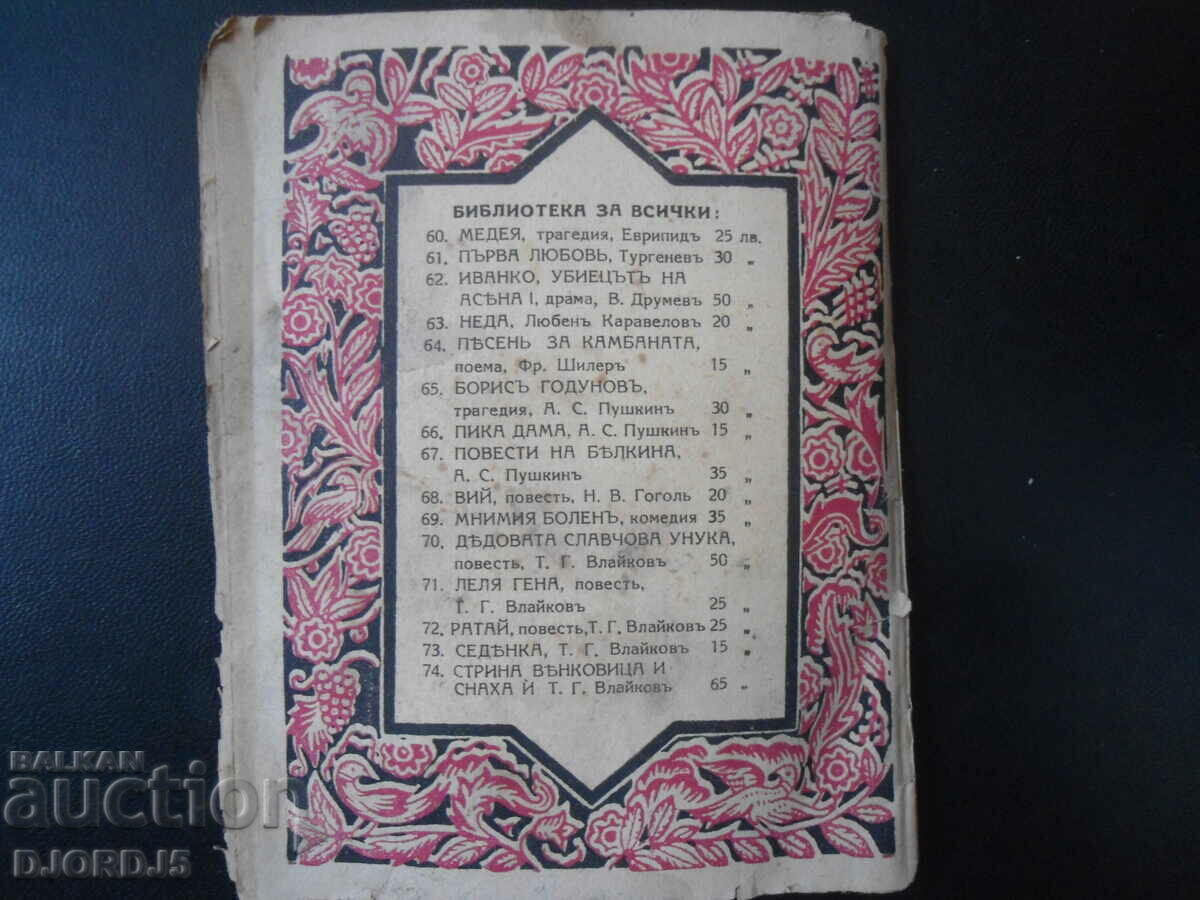 БИБЛИОТЕКА ЗА ВСИЧКИ:
60. МЕДЕЯ, трагедия, Еврипидъ 25 лв.
61. ПЪРВА ЛЮБОВЬ, Тургеневъ 30 „
62. ИВАНКО, УБИЕЦЪТЪ НА
АСѢНА I, драма, В. Друмевъ 50 „
63. НЕДА, Любенъ Каравеловъ 20 „
64. ПѢСЕНЬ ЗА КАМБАНАТА,
поема, Фр. Шилеръ 15 „
65. БОРИСЪ ГОДУНОВЪ,
трагедия, А. С. Пушкинъ 30 „
66. ПИКА ДАМА, А. С. Пушкинъ 15 „
67. ПОВЕСТИ НА БѢЛКИНА,
А. С. Пушкинъ 35 „
68. ВИЙ, повесть, Н. В. Гоголь 20 „
69. МНИМИЯ БОЛЕНЪ, комедия 35 „
70. ДѢДОВАТА СЛАВЧОВА УНУКА,
повесть, Т. Г. Влайковъ 50 „
71. ЛЕЛЯ ГЕНА, повесть,
Т. Г. Влайковъ 25 „
72. РАТАЙ, повесть, Т. Г. Влайковъ 25 „
73. СЕДѢНКА, Т. Г. Влайковъ 15 „
74. СТРИНА ВѢНКОВИЦА И
СНАХА Ѝ Т. Г. Влайковъ 65 „
BALKAN
auction
DJORDJ5